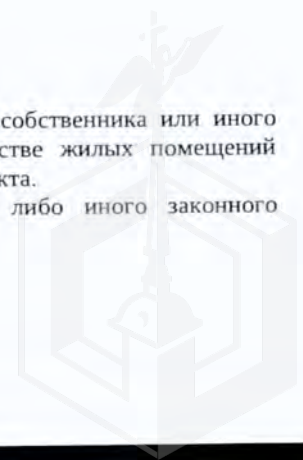 собственника или иного
стве жилых помещений
кта.
либо иного законного